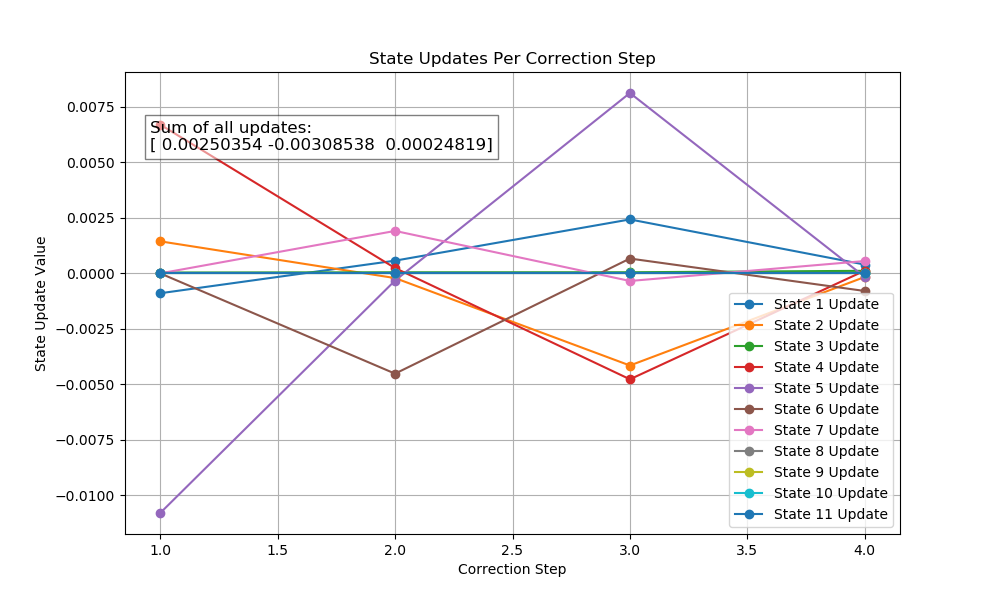 State Updates Per Correction Step
State Update Value
0.0075
0.0050
0.0025
0.0000
−0.0025
−0.0050
−0.0075
−0.0100
Sum of all updates:
[ 0.00250354 -0.00308538  0.00024819]
State 1 Update
State 2 Update
State 3 Update
State 4 Update
State 5 Update
State 6 Update
State 7 Update
State 8 Update
State 9 Update
State 10 Update
State 11 Update
1.0 1.5 2.0 2.5 3.0 3.5 4.0
Correction Step